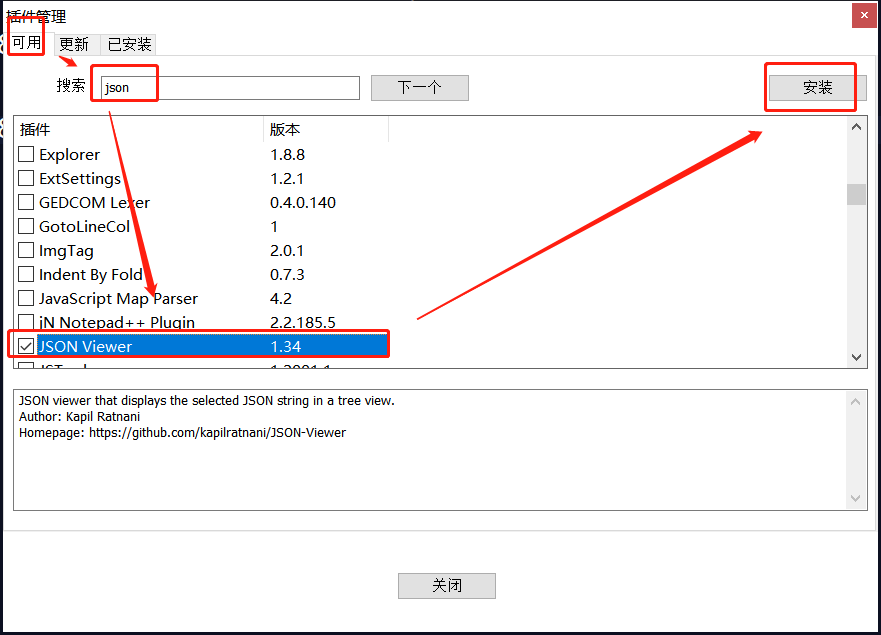 插件管理
可用 更新 已安装
搜索 json 下一个 安装
插件 版本
Explorer 1.8.8
ExtSettings 1.2.1
GEDCOM Lexer 0.4.0.140
GotoLineCol 1
ImgTag 2.0.1
Indent By Fold 0.7.3
JavaScript Map Parser 4.2
jN Notepad++ Plugin 2.2.185.5
JSON Viewer 1.34
JSON viewer that displays the selected JSON string in a tree view.
Author: Kapil Ratnani
Homepage: https://github.com/kapilratnani/JSON-Viewer
关闭